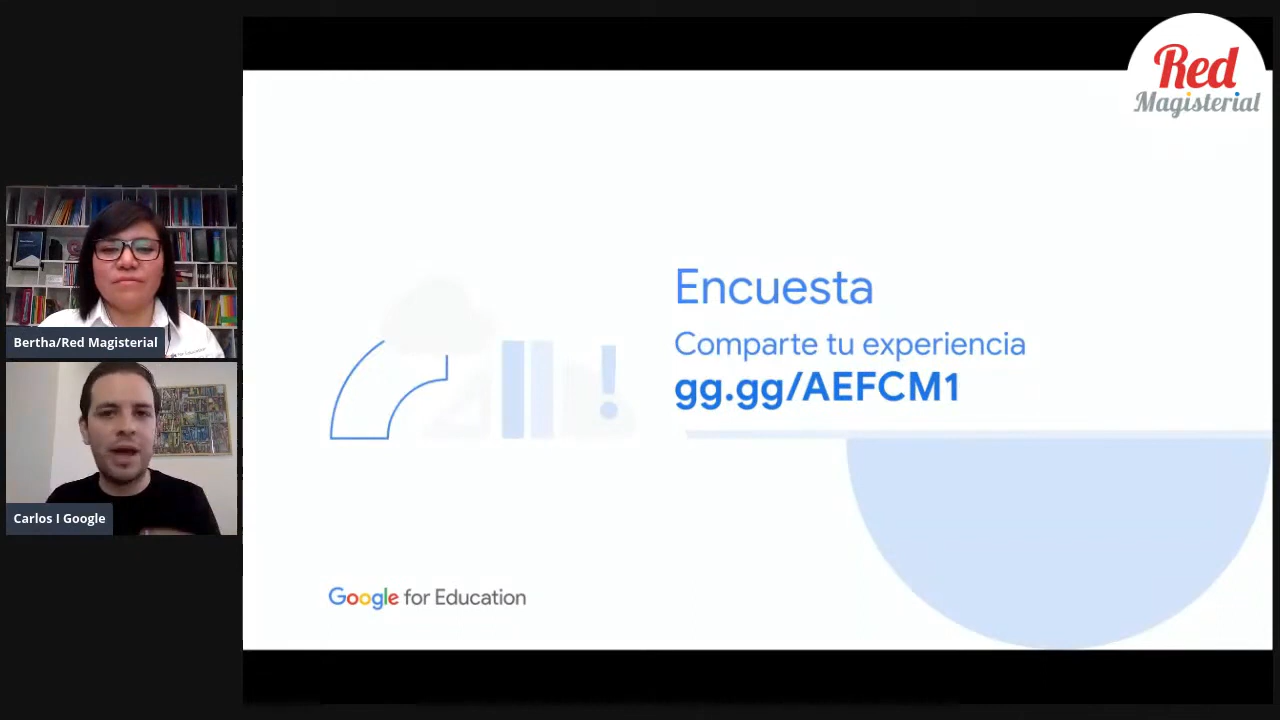 Red
Magisterial
Bertha/Red Magisterial
Carlos I Google
Encuesta
Comparte tu experiencia
gg.gg/AEFCM1
Google for Education